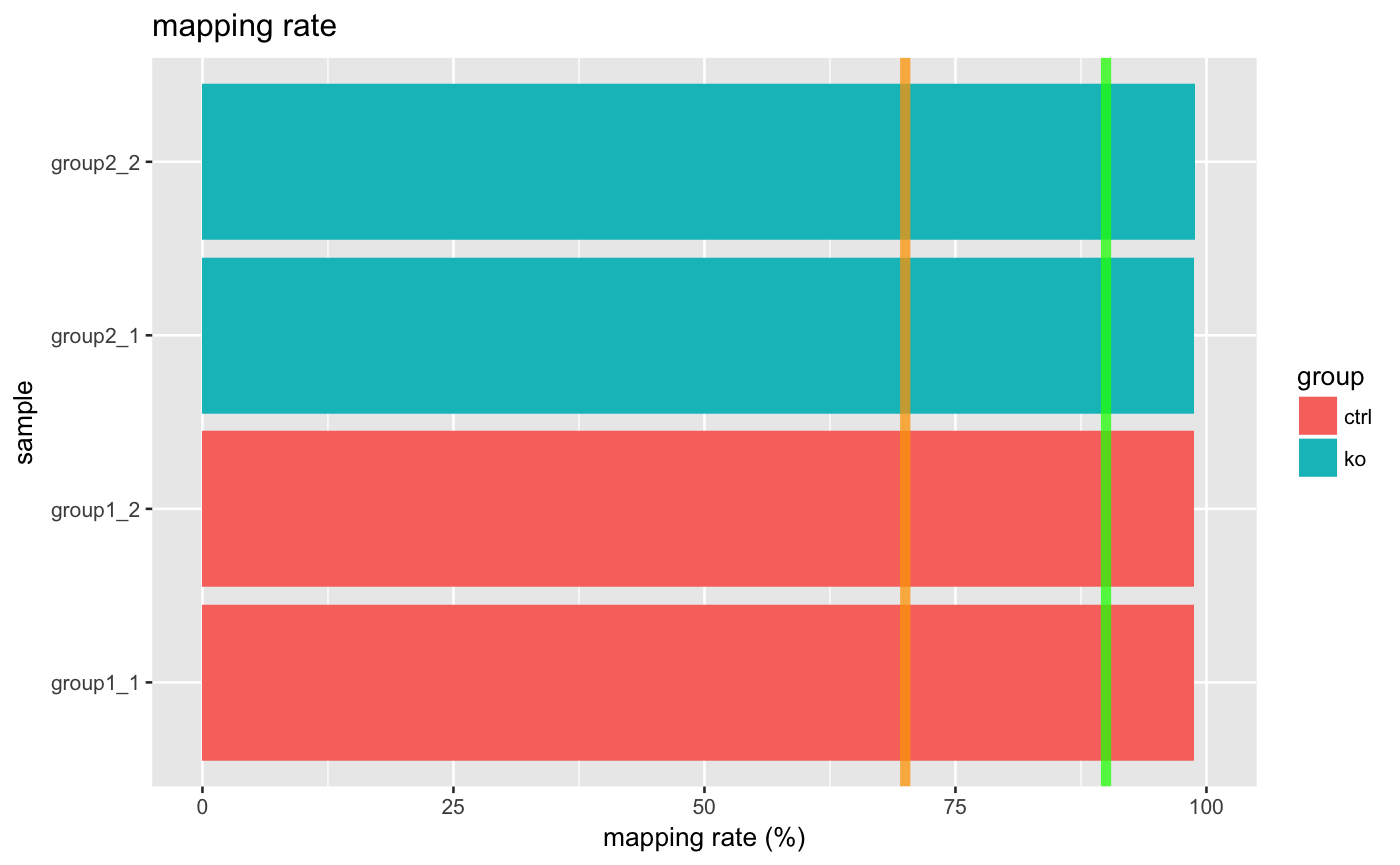 mapping rate
group2_2
group2_1
group1_2
group1_1
sample
0 25 50 75 100
mapping rate (%)
group
ctrl
ko